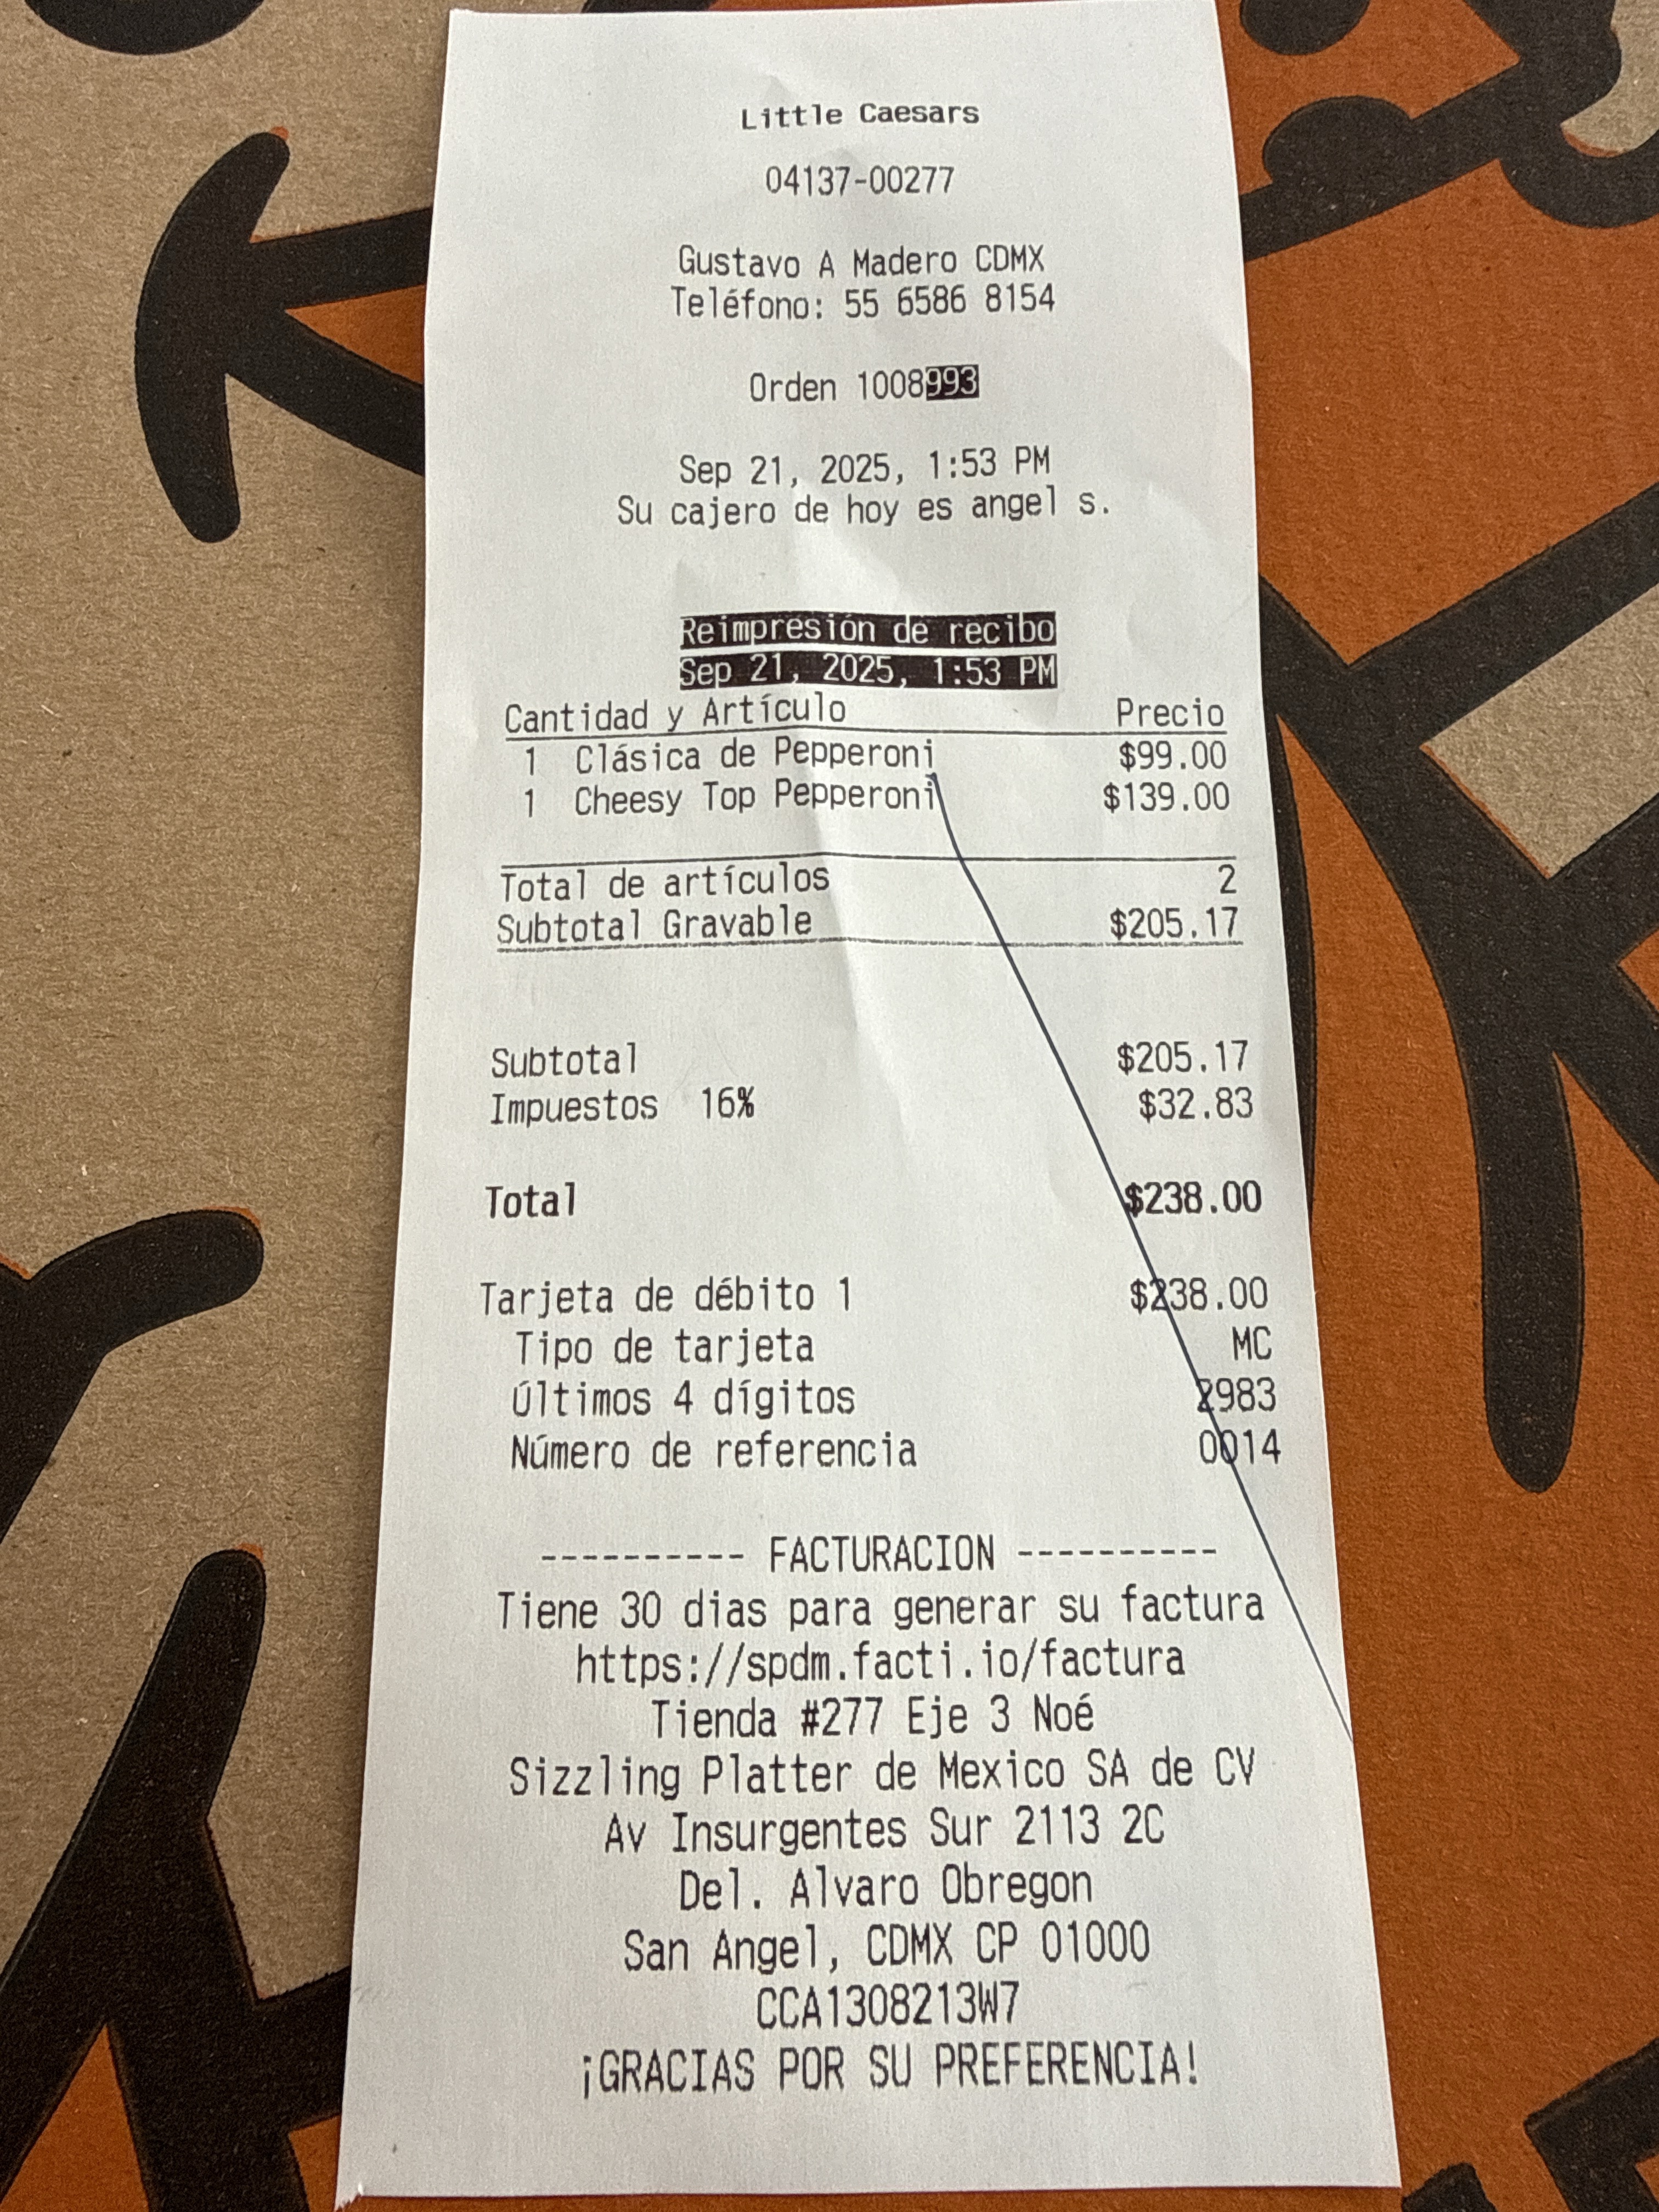 Little Caesars
04137-00277
Gustavo A Madero CDMX
Teléfono: 55 6586 8154
Orden 1008993
Sep 21, 2025, 1:53 PM
Su cajero de hoy es angel s.
Reimpresión de recibo
Sep 21, 2025, 1:53 PM
Cantidad y Artículo Precio
1 Clásica de Pepperoni $99.00
1 Cheesy Top Pepperoni $139.00
Total de artículos 2
Subtotal Gravable $205.17
Subtotal $205.17
Impuestos 16% $32.83
Total $238.00
Tarjeta de débito 1 $238.00
Tipo de tarjeta MC
Últimos 4 dígitos 2983
Número de referencia 0014
---------- FACTURACION ----------
Tiene 30 dias para generar su factura
https://spdm.facti.io/factura
Tienda #277 Eje 3 Noé
Sizzling Platter de Mexico SA de CV
Av Insurgentes Sur 2113 2C
Del. Alvaro Obregon
San Angel, CDMX CP 01000
CCA1308213W7
¡GRACIAS POR SU PREFERENCIA!